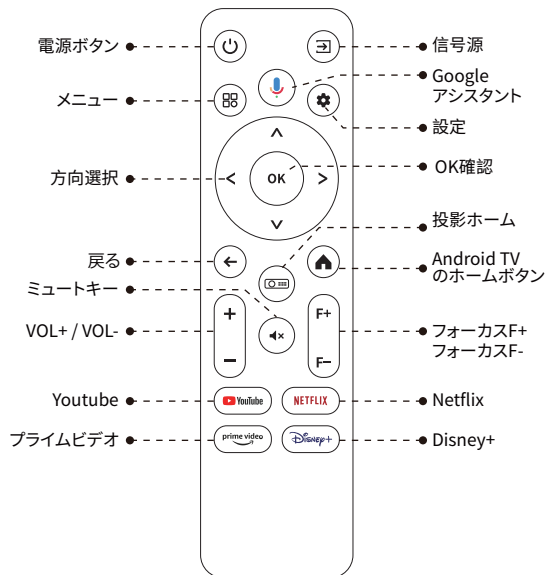 電源ボタン
信号源
Google
アシスタント
メニュー
設定
方向選択
OK
OK確認
投影ホーム
戻る
Android TV
のホームボタン
ミュートキー
VOL+ / VOL-
+
−
F+
F−
フォーカスF+
フォーカスF-
Youtube
YouTube
NETFLIX
Netflix
プライムビデオ
prime video
Disney+
Disney+